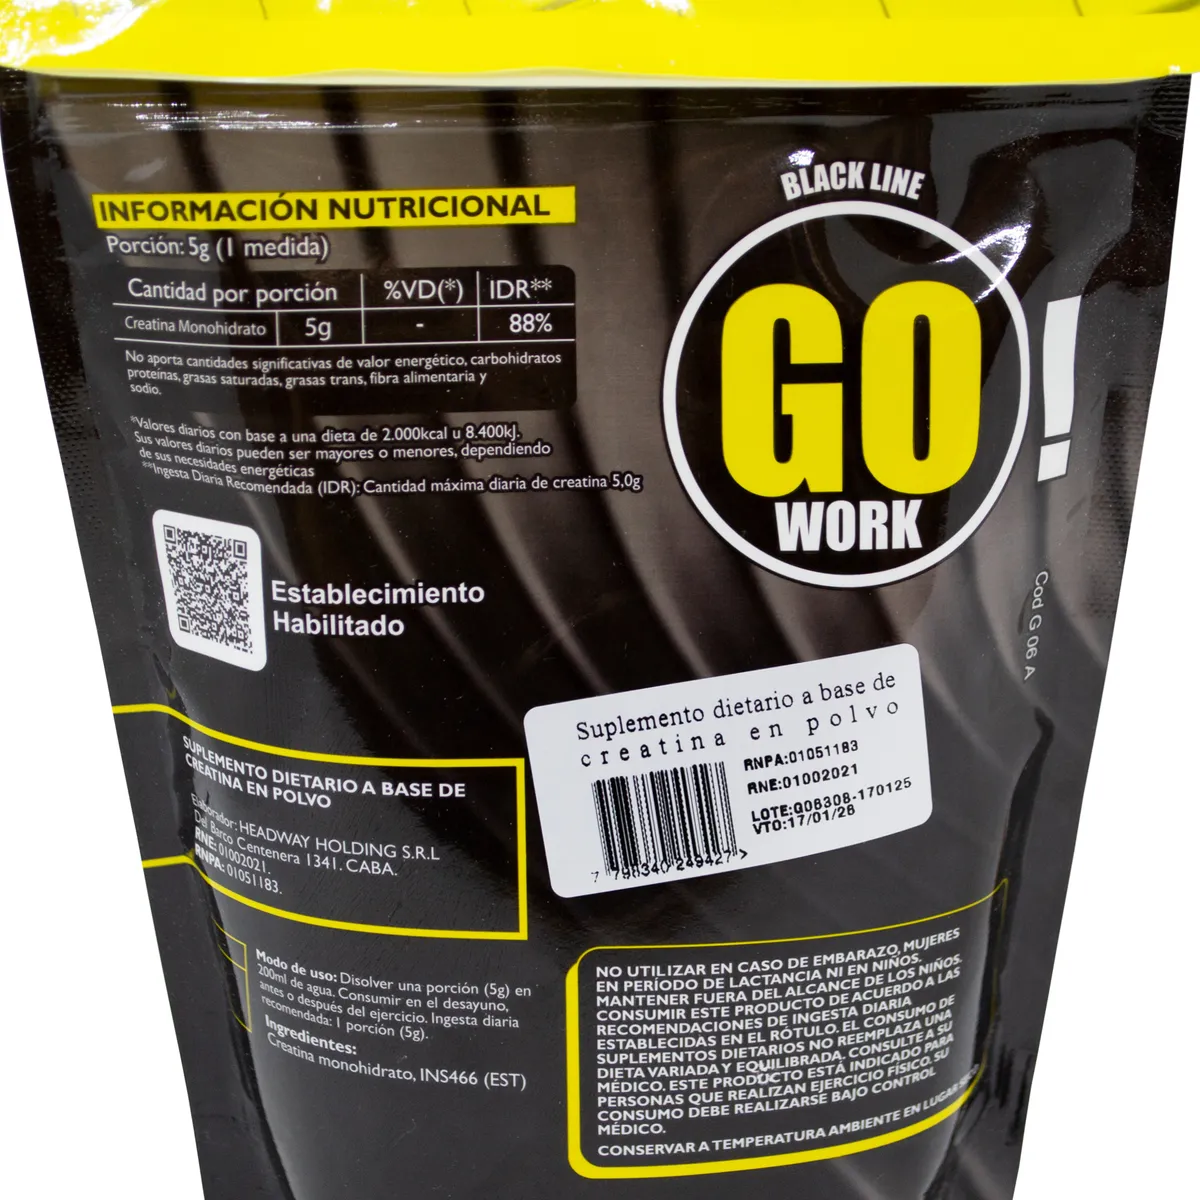 BLACK LINE
GO!
WORK
INFORMACIÓN NUTRICIONAL
Porción: 5g (1 medida)
Cantidad por porción %VD(*) IDR**
Creatina Monohidrato 5g - 88%
No aporta cantidades significativas de valor energético, carbohidratos
proteínas, grasas saturadas, grasas trans, fibra alimentaria y
sodio.
*Valores diarios con base a una dieta de 2.000kcal u 8.400kJ.
Sus valores diarios pueden ser mayores o menores, dependiendo
de sus necesidades energéticas
**Ingesta Diaria Recomendada (IDR): Cantidad máxima diaria de creatina 5,0g
Establecimiento
Habilitado
Cod G 06 A
Suplemento dietario a base de
creatina en polvo
RNPA:01051183
RNE:01002021
LOTE:G08308-170125
VTO:17/01/28
7 798340 249427 >
SUPLEMENTO DIETARIO A BASE DE
CREATINA EN POLVO
Elaborador: HEADWAY HOLDING S.R.L
Del Barco Centenera 1341. CABA.
RNE: 01002021.
RNPA: 01051183.
Modo de uso: Disolver una porción (5g) en
200ml de agua. Consumir en el desayuno,
antes o después del ejercicio. Ingesta diaria
recomendada: 1 porción (5g).
Ingredientes:
Creatina monohidrato, INS466 (EST)
NO UTILIZAR EN CASO DE EMBARAZO, MUJERES
EN PERÍODO DE LACTANCIA NI EN NIÑOS.
MANTENER FUERA DEL ALCANCE DE LOS NIÑOS.
CONSUMIR ESTE PRODUCTO DE ACUERDO A LAS
RECOMENDACIONES DE INGESTA DIARIA
ESTABLECIDAS EN EL RÓTULO. EL CONSUMO DE
SUPLEMENTOS DIETARIOS NO REEMPLAZA UNA
DIETA VARIADA Y EQUILIBRADA. CONSULTE A SU
MÉDICO. ESTE PRODUCTO ESTÁ INDICADO PARA
PERSONAS QUE REALIZAN EJERCICIO FÍSICO. SU
CONSUMO DEBE REALIZARSE BAJO CONTROL
MÉDICO.
CONSERVAR A TEMPERATURA AMBIENTE EN LUGAR SECO